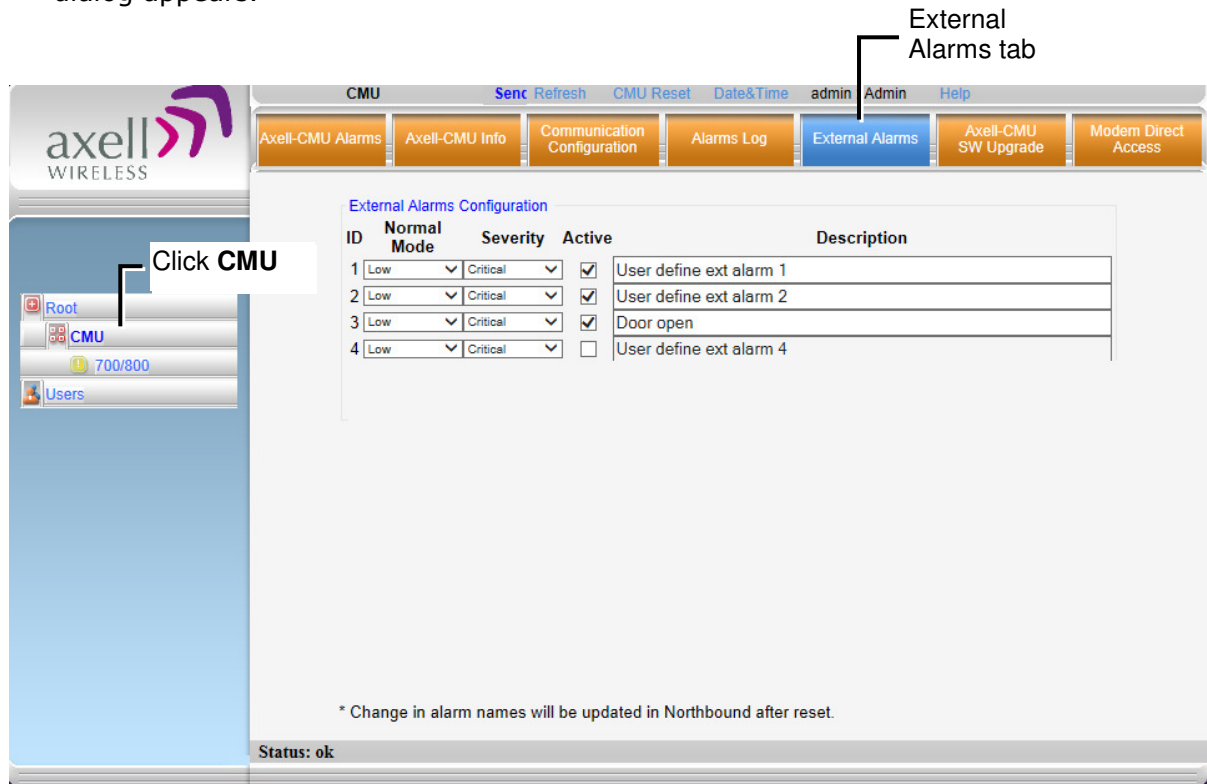 dialog appears.
External
Alarms tab
axell
WIRELESS
CMU Send Refresh CMU Reset Date&Time admin Admin Help
Axell-CMU Alarms Axell-CMU Info Communication Configuration Alarms Log External Alarms Axell-CMU SW Upgrade Modem Direct Access
Click CMU
Root
CMU
700/800
Users
External Alarms Configuration
ID Normal Mode Severity Active Description
1 Low Critical User define ext alarm 1
2 Low Critical User define ext alarm 2
3 Low Critical Door open
4 Low Critical User define ext alarm 4
* Change in alarm names will be updated in Northbound after reset.
Status: ok